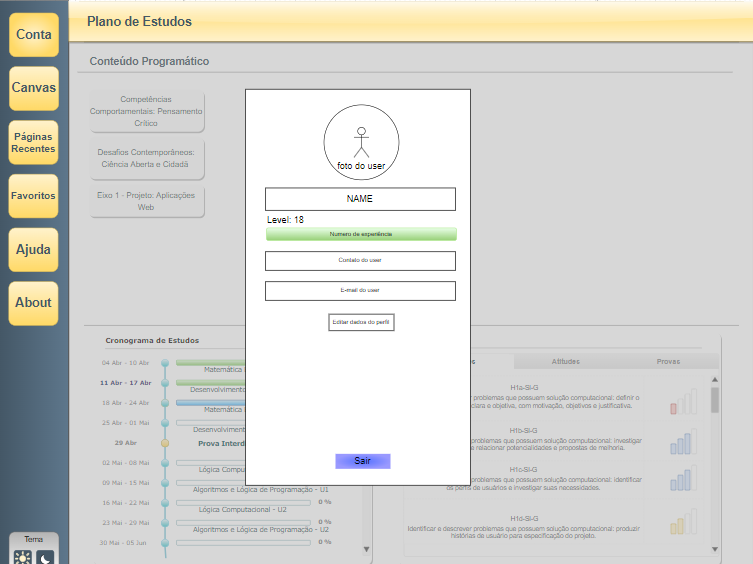 Conta
Canvas
Páginas
Recentes
Favoritos
Ajuda
About
Tema
Plano de Estudos
Conteúdo Programático
Competências
Comportamentais: Pensamento
Crítico
Desafios Contemporâneos:
Ciência Aberta e Cidadã
Eixo 1 - Projeto: Aplicações
Web
foto do user
NAME
Level: 18
Numero de experiência
Contato do user
E-mail do user
Editar dados do perfil
Sair
Cronograma de Estudos
04 Abr - 10 Abr
Matemática
11 Abr - 17 Abr
Desenvolvimento
18 Abr - 24 Abr
Matemática
25 Abr - 01 Mai
Desenvolvimento
29 Abr
Prova
02 Mai - 08 Mai
Lógica
09 Mai - 15 Mai
Algoritmos e Lógica de Programação - U1
16 Mai - 22 Mai
0 %
Lógica Computacional - U2
23 Mai - 29 Mai
0 %
Algoritmos e Lógica de Programação - U2
30 Mai - 05 Jun
0 %
Atitudes
Provas
H1a-SI-G
problemas que possuem solução computacional: definir o
clara e objetiva, com motivação, objetivos e justificativa.
H1b-SI-G
problemas que possuem solução computacional: investigar
e relacionar potencialidades e propostas de melhoria.
H1c-SI-G
problemas que possuem solução computacional: identificar
os perfis de usuários e investigar suas necessidades.
H1d-SI-G
Identificar e descrever problemas que possuem solução computacional: produzir
histórias de usuário para especificação do projeto.